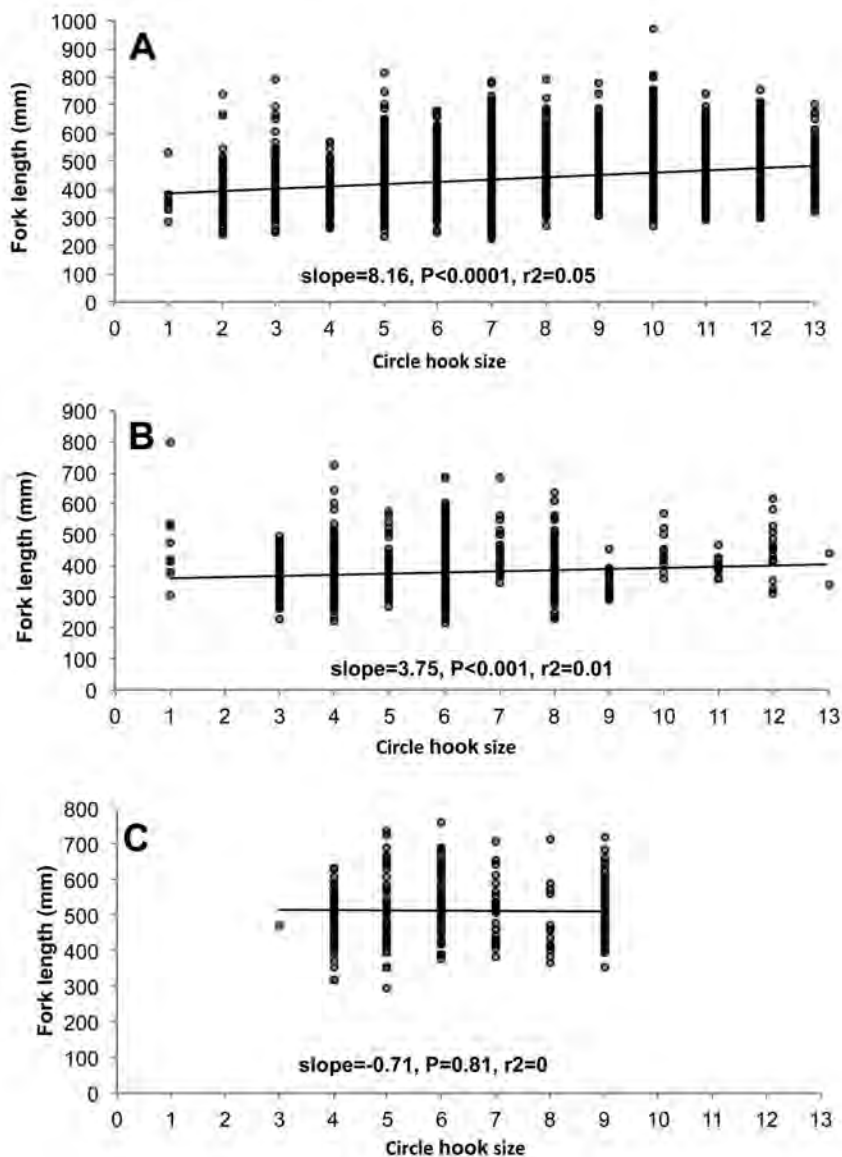 A
1000
900
800
700
600
500
400
300
200
100
0
Fork length (mm)
slope=8.16, P<0.0001, r2=0.05
0 1 2 3 4 5 6 7 8 9 10 11 12 13
Circle hook size
B
900
800
700
600
500
400
300
200
100
0
Fork length (mm)
slope=3.75, P<0.001, r2=0.01
0 1 2 3 4 5 6 7 8 9 10 11 12 13
Circle hook size
C
800
700
600
500
400
300
200
100
0
Fork length (mm)
slope=-0.71, P=0.81, r2=0
0 1 2 3 4 5 6 7 8 9 10 11 12 13
Circle hook size